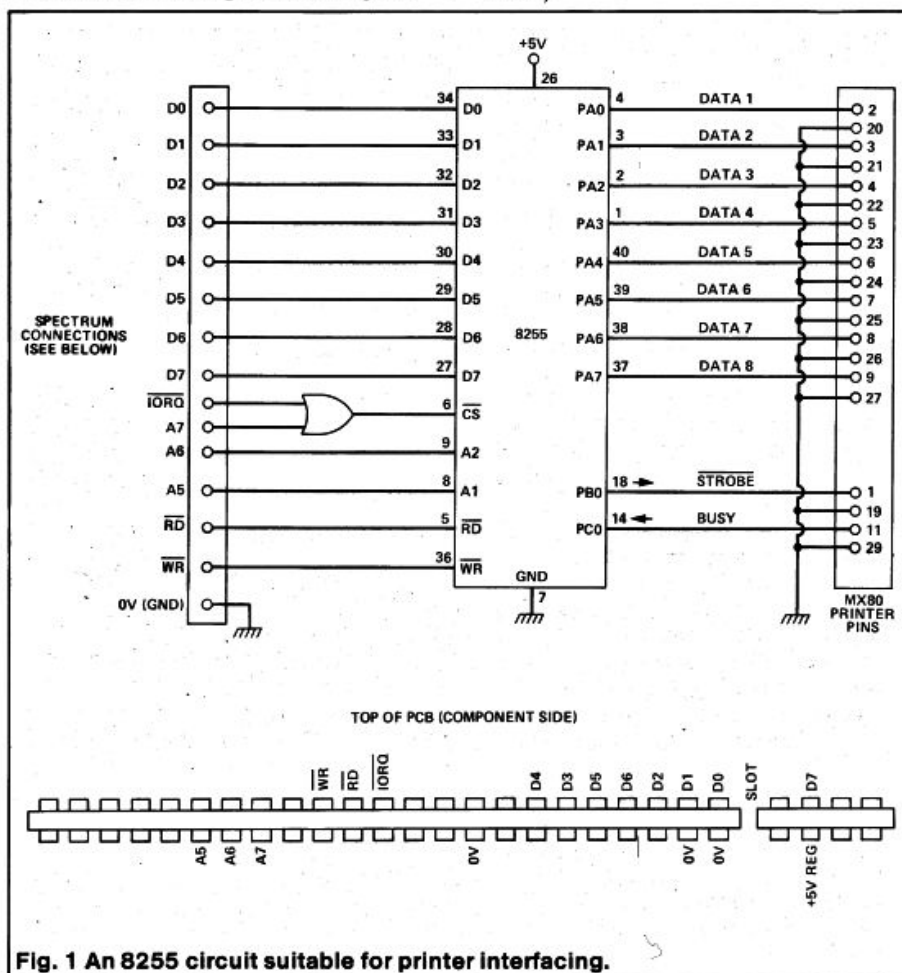 +5V
26
D0 34 D0 PA0 4 DATA 1 2
20
D1 33 D1 PA1 3 DATA 2 3
21
D2 32 D2 PA2 2 DATA 3 4
22
D3 31 D3 PA3 1 DATA 4 5
23
D4 30 D4 PA4 40 DATA 5 6
24
D5 29 D5 PA5 39 DATA 6 7
25
SPECTRUM
CONNECTIONS
(SEE BELOW)
D6 28 D6 8255 PA6 38 DATA 7 8
26
D7 27 D7 PA7 37 DATA 8 9
27
IORQ
A7
6 CS
A6 9 A2
A5 8 A1 PB0 18 STROBE 1
19
RD 5 RD PC0 14 BUSY 11
29
WR 36 WR
GND
7
0V (GND)
MX80
PRINTER
PINS
TOP OF PCB (COMPONENT SIDE)
WR RD IORQ D4 D3 D5 D6 D2 D1 D0 SLOT D7
A5 A6 A7 0V 0V 0V +5V REG
Fig. 1 An 8255 circuit suitable for printer interfacing.